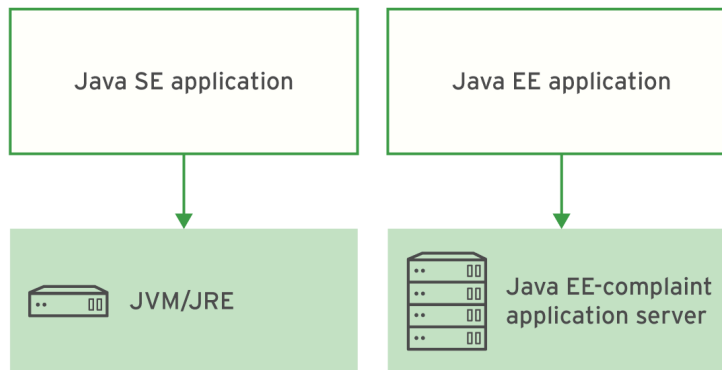 Java SE application
Java EE application
JVM/JRE
Java EE-complaint
application server